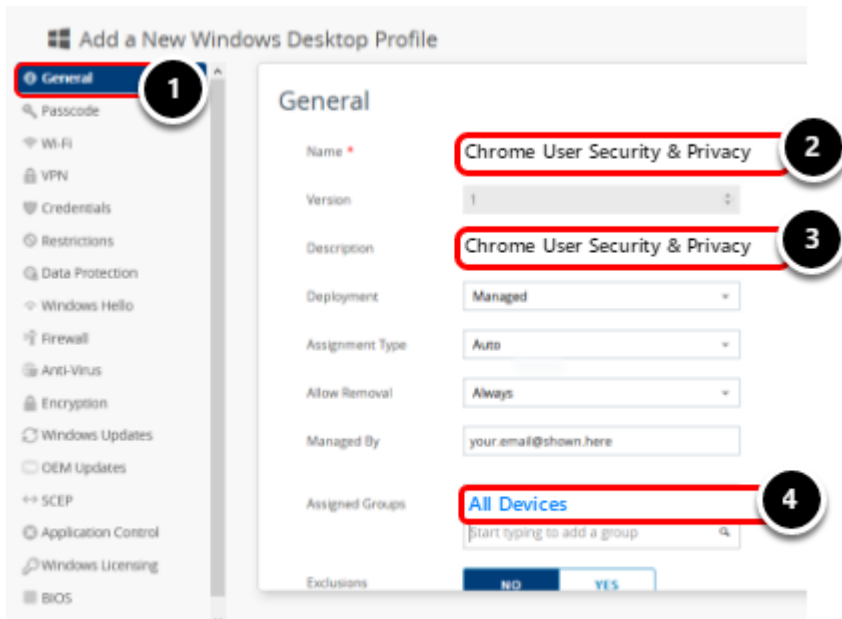 Add a New Windows Desktop Profile
General
1
Passcode
Wi-Fi
VPN
Credentials
Restrictions
Data Protection
Windows Hello
Firewall
Anti-Virus
Encryption
Windows Updates
OEM Updates
SCEP
Application Control
Windows Licensing
BIOS
General
Name *
Chrome User Security & Privacy
2
Version
1
Description
Chrome User Security & Privacy
3
Deployment
Managed
Assignment Type
Auto
Allow Removal
Always
Managed By
your.email@shown.here
Assigned Groups
All Devices
4
Start typing to add a group
Exclusions
NO
YES